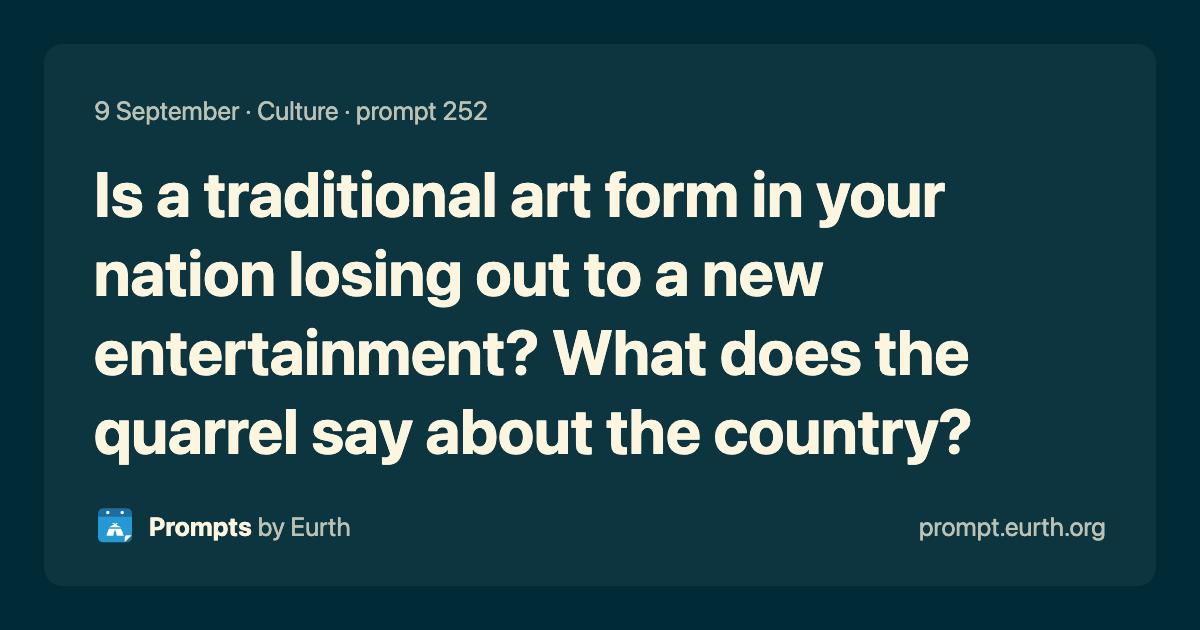 9 September · Culture · prompt 252
Is a traditional art form in your
nation losing out to a new
entertainment? What does the
quarrel say about the country?
Prompts by Eurth
prompt.eurth.org